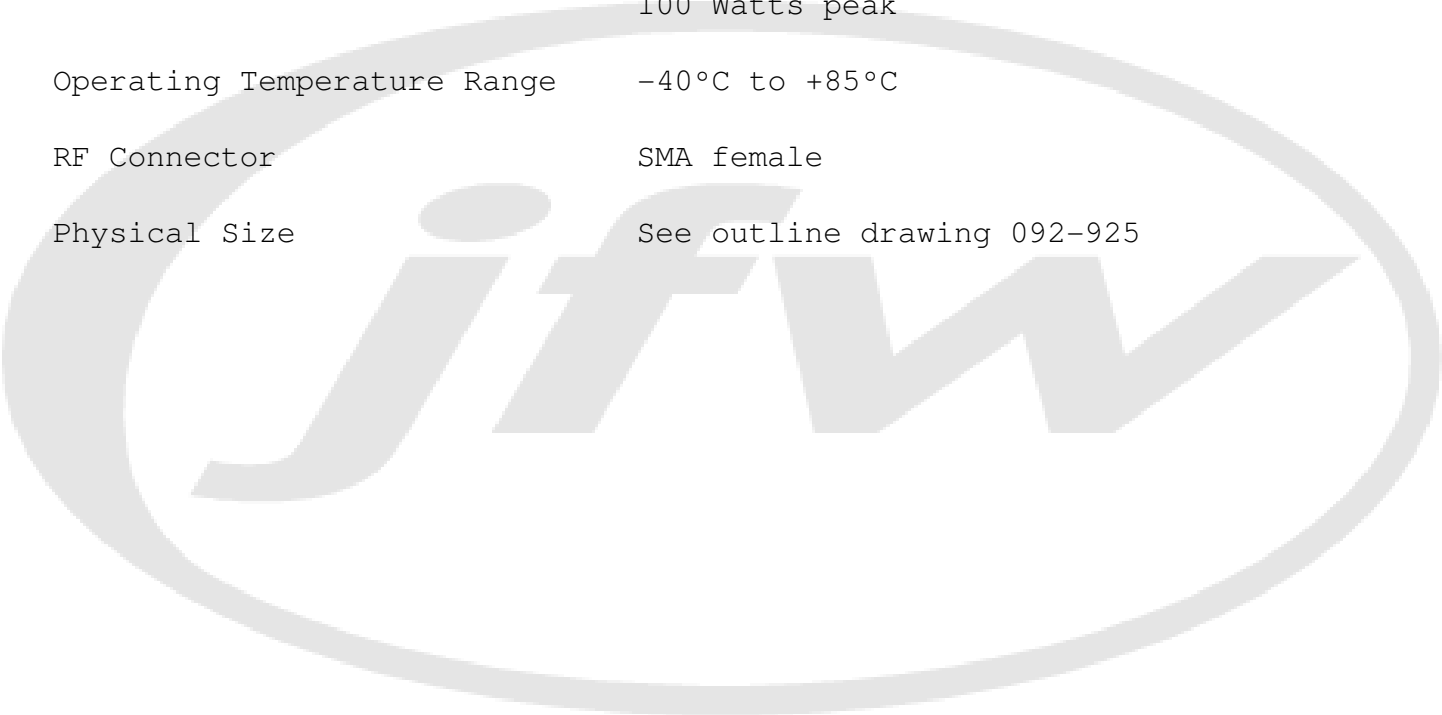 100 Watts peak
Operating Temperature Range -40°C to +85°C
RF Connector SMA female
Physical Size See outline drawing 092-925
jfw